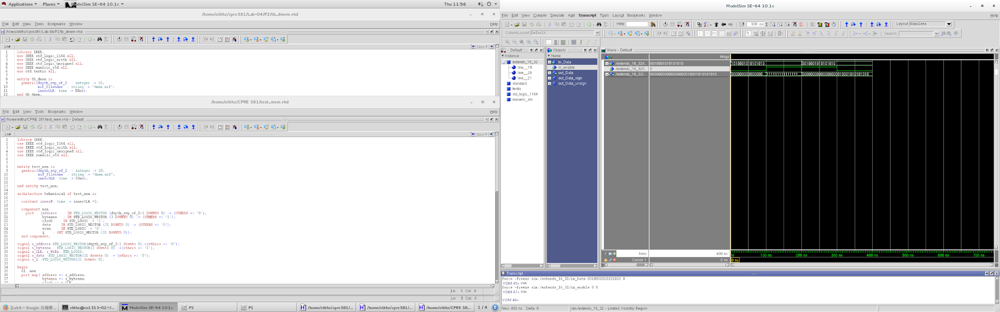 Applications Places ModelSim SE-64 10.1c Thu 11:56
/home/elithz/cpre381/Lab-04/P2/tb_dmem.vhd
File Edit View Tools Bookmarks Window Help
/home/elithz/cpre381/Lab-04/P2/tb_dmem.vhd
Ln# Now
1 library IEEE;
2 use IEEE.std_logic_1164.all;
3 use IEEE.std_logic_arith.all;
4 use IEEE.std_logic_unsigned.all;
5 use IEEE.numeric_std.all;
6 use std.textio.all;
7
8 entity tb_dmem is
9 generic(depth_exp_of_2 : integer := 10;
10 mif_filename : string := "dmem.mif";
11 innerCLK: time := 50ns);
12 end tb_dmem;
/home/elithz/CPRE 381/test_mem.vhd
File Edit View Tools Bookmarks Window Help
/home/elithz/CPRE 381/test_mem.vhd - Default
Ln# Now
1 library IEEE;
2 use IEEE.std_logic_1164.all;
3 use IEEE.std_logic_arith.all;
4 use IEEE.std_logic_unsigned.all;
5 use IEEE.numeric_std.all;
6
7
8 entity test_mem is
9 generic(depth_exp_of_2 : integer := 10;
10 mif_filename : string := "dmem.mif";
11 innerCLK: time := 50ns);
12
13 end entity test_mem;
14
15 architecture behavioral of test_mem is
16
17 constant innerP: time := innerCLK *2;
18
19 component mem
20 port (address : IN STD_LOGIC_VECTOR (depth_exp_of_2-1 DOWNTO 0) := (OTHERS => '0');
21 byteena : IN STD_LOGIC_VECTOR (3 DOWNTO 0) := (OTHERS => '1');
22 clock : IN STD_LOGIC := '1';
23 data : IN STD_LOGIC_VECTOR (31 DOWNTO 0) := (OTHERS => '0');
24 wren : IN STD_LOGIC := '0';
25 q : OUT STD_LOGIC_VECTOR (31 DOWNTO 0));
26 end component;
27
28 signal s_address:STD_LOGIC_VECTOR(depth_exp_of_2-1 downto 0):=(others => '0');
29 signal s_byteena : STD_LOGIC_VECTOR(3 downto 0) :=(others => '1');
30 signal s_CLK, s_WrEn: STD_LOGIC;
31 signal s_data :STD_LOGIC_VECTOR(31 downto 0) := (others => '0');
32 signal s_Q :STD_LOGIC_VECTOR(31 downto 0);
33
34 begin
35 G1: mem
36 port map( address => s_address,
37 byteena => s_byteena,
38 clock => s_CLK,
Ln: 5 Col: 0
Ln: 5 Col: 0
[Lab4 - Google 云端硬... elithz@co1313-02:~/... ModelSim SE-64 10.1c P2 P1 /home/elithz/cpre381/... /home/elithz/cpre381/... /home/elithz/CPRE 38... 1 / 4 1
ModelSim SE-64 10.1c
File Edit View Compile Simulate Add Transcript Tools Layout Bookmarks Window Help
Help 100 ns Layout Simulate
ColumnLayout Default Search:
- Default Objects Wave - Default
Instance Name Msgs
extends_16_32
line__19
line__20
line__21
standard
textio
std_logic_1164
numeric_std
in_Data
in_enable
out_Data
out_Data_sign
out_Data_unsign
/extends_16_32/i... 0010001010101010 1010001010101010 0010001010101010
/extends_16_32/i... 0
/extends_16_32/... 00000000000000000010001010101010 00000000000000... 11111111111111... 00000000000000000010001010101010
Now 400 ns ns 100 ns 200 ns 300 ns 400 ns 500 ns 600 ns 700 ns
Cursor 1 0 ns 0 ns
Transcript
force -freeze sim:/extends_16_32/in_Data 0010001010101010 0
VSIM 45> run
force -freeze sim:/extends_16_32/in_enable 0 0
VSIM 47> run
VSIM 48>
Now: 400 ns Delta: 0 sim:/extends_16_32 - Limited Visibility Region